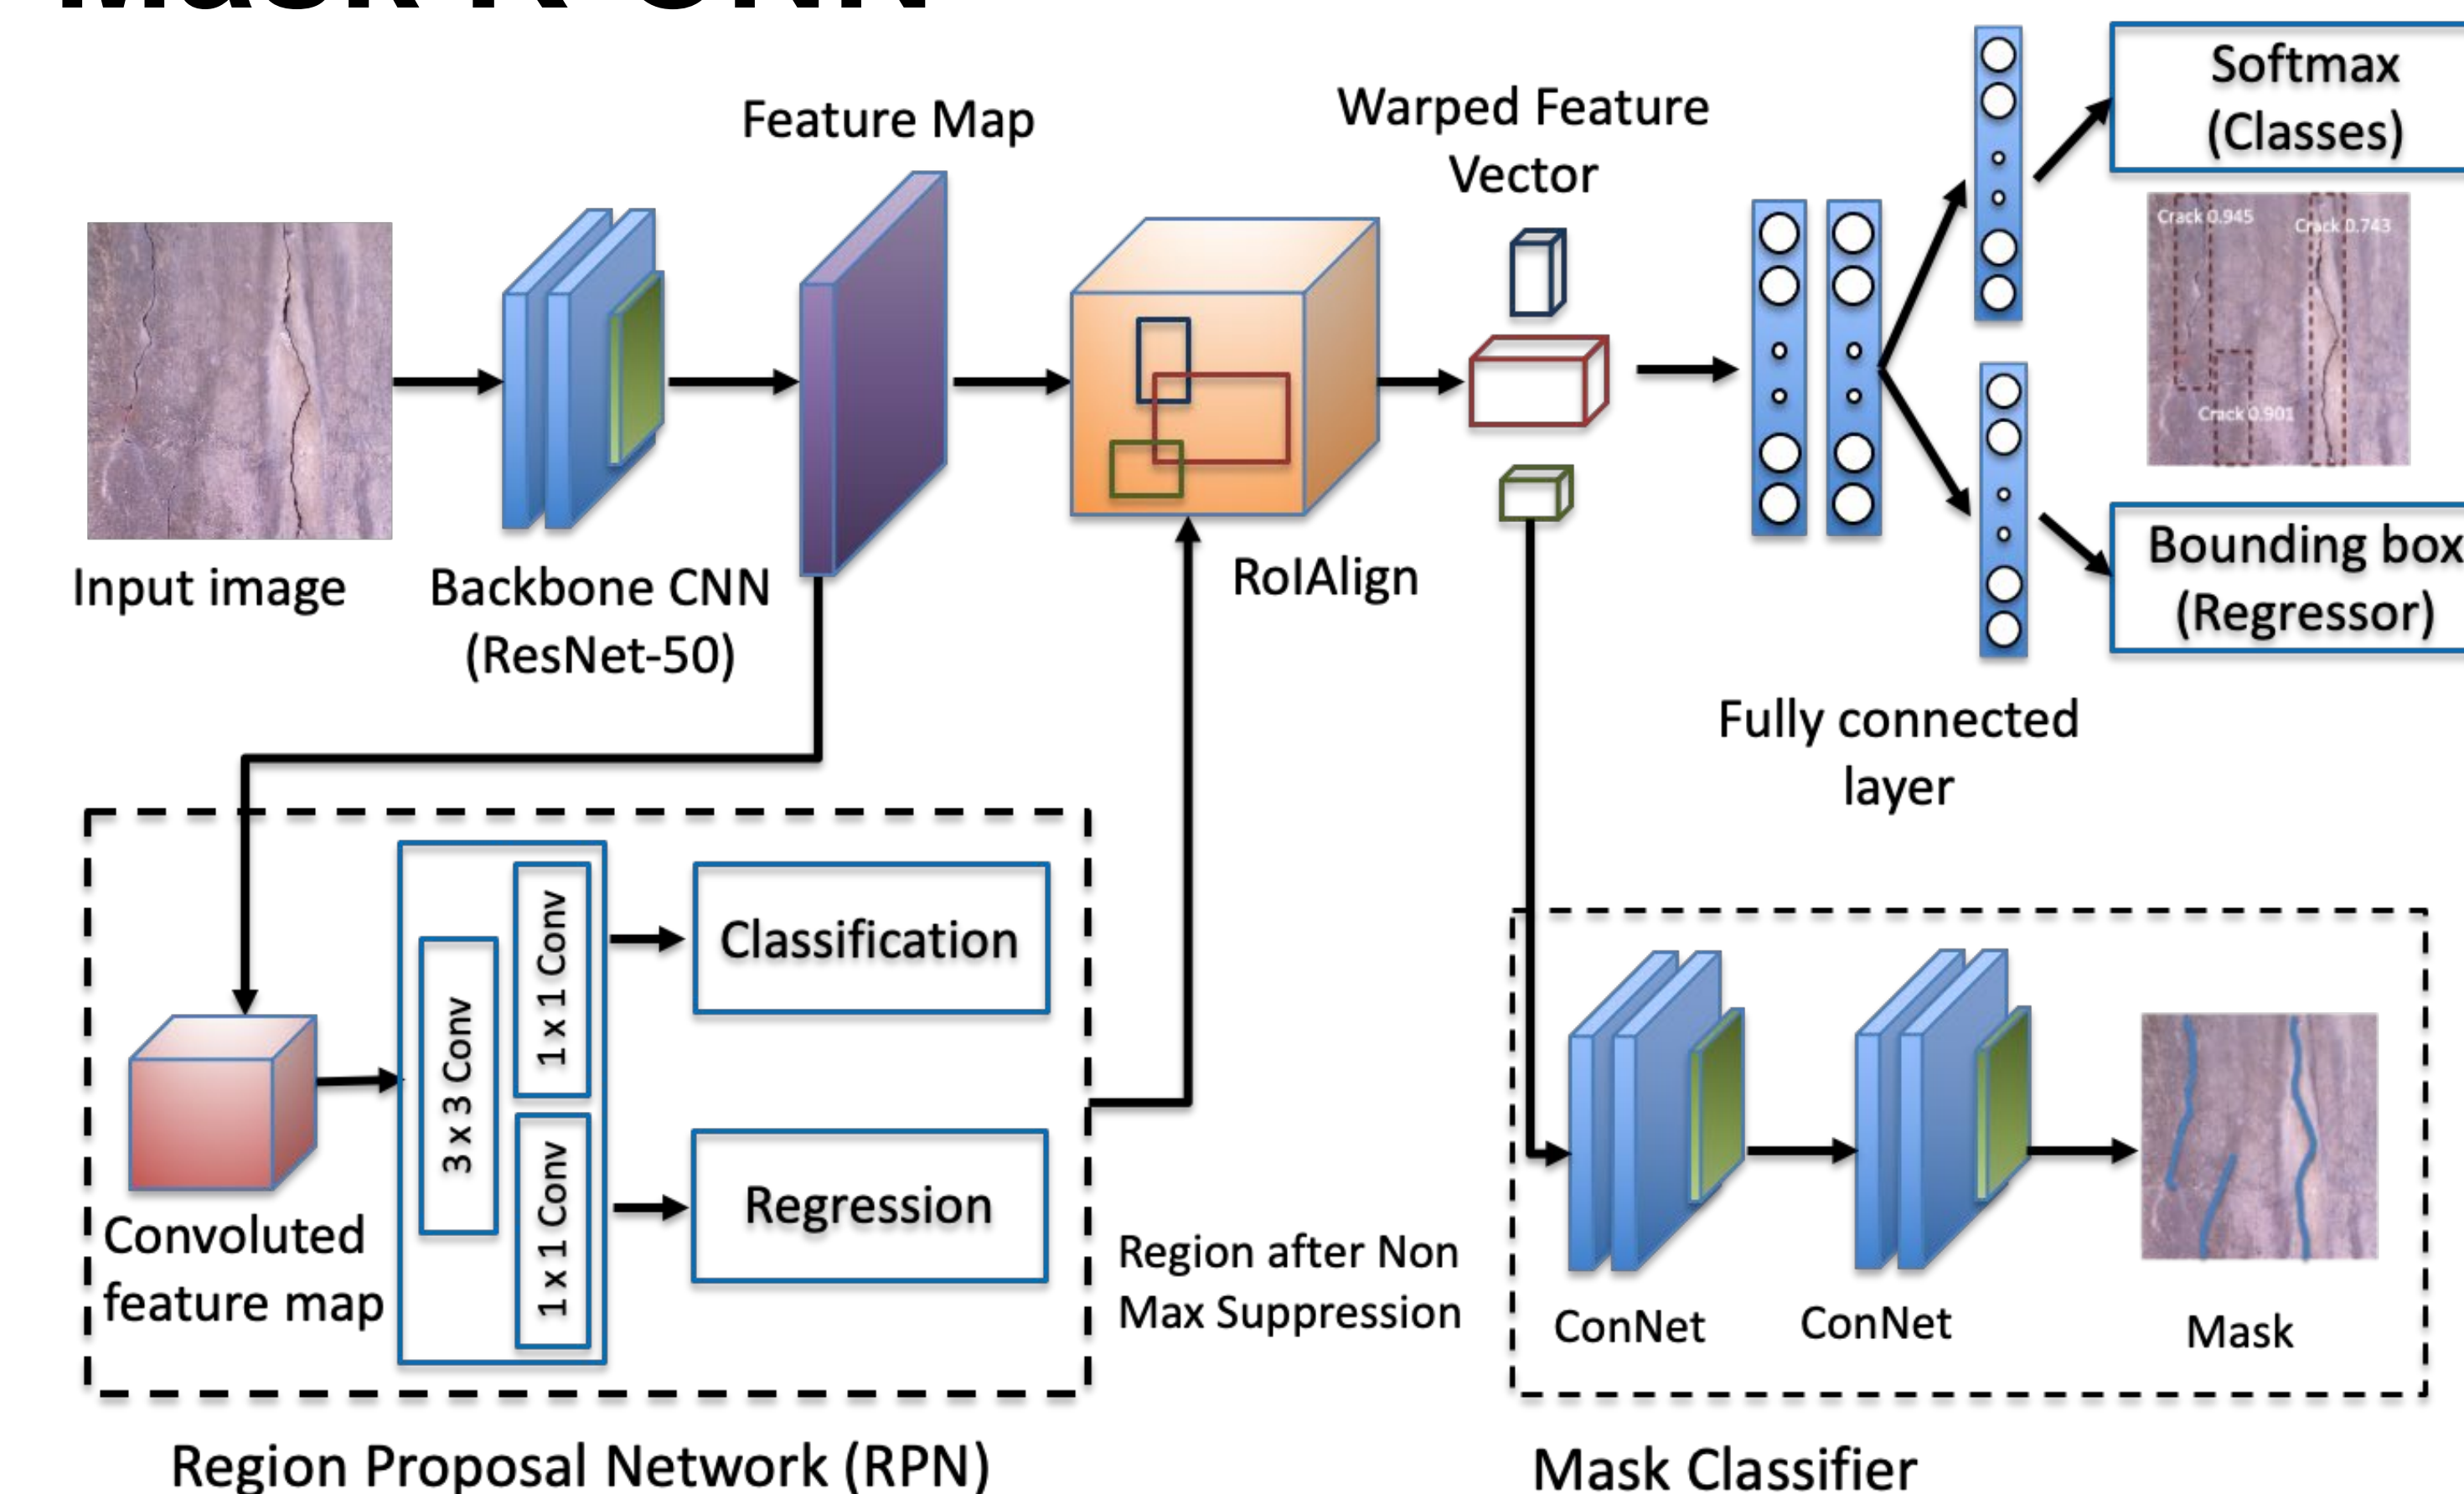 Mask R-CNN
Feature Map
Warped Feature
Vector
Softmax
(Classes)
Crack 0.945
Crack 0.743
Crack 0.901
Input image
Backbone CNN
(ResNet-50)
RoIAlign
Bounding box
(Regressor)
Fully connected
layer
Classification
1 x 1 Conv
3 x 3 Conv
1 x 1 Conv
Regression
Convoluted
feature map
Region after Non
Max Suppression
ConNet
ConNet
Mask
Region Proposal Network (RPN)
Mask Classifier